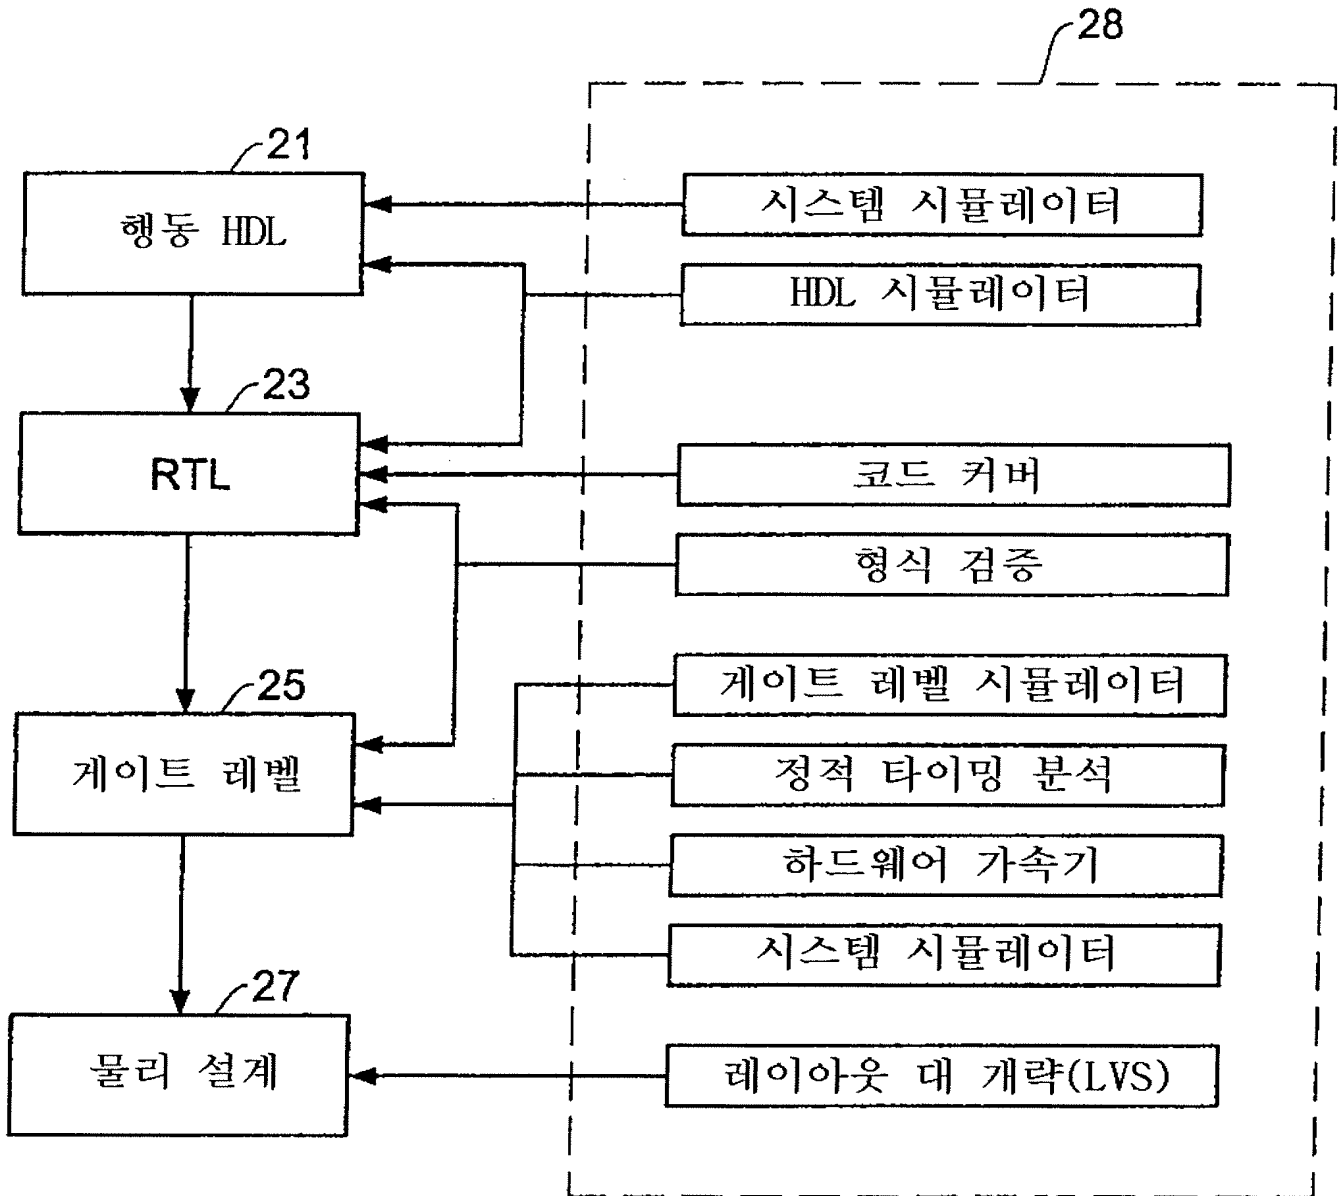 28
21
행동 HDL
시스템 시뮬레이터
HDL 시뮬레이터
23
RTL
코드 커버
형식 검증
25
게이트 레벨
게이트 레벨 시뮬레이터
정적 타이밍 분석
하드웨어 가속기
시스템 시뮬레이터
27
물리 설계
레이아웃 대 개략(LVS)